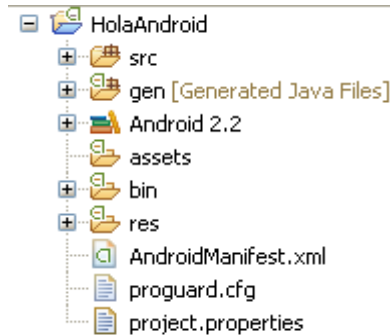 HolaAndroid
src
gen [Generated Java Files]
Android 2.2
assets
bin
res
AndroidManifest.xml
proguard.cfg
project.properties